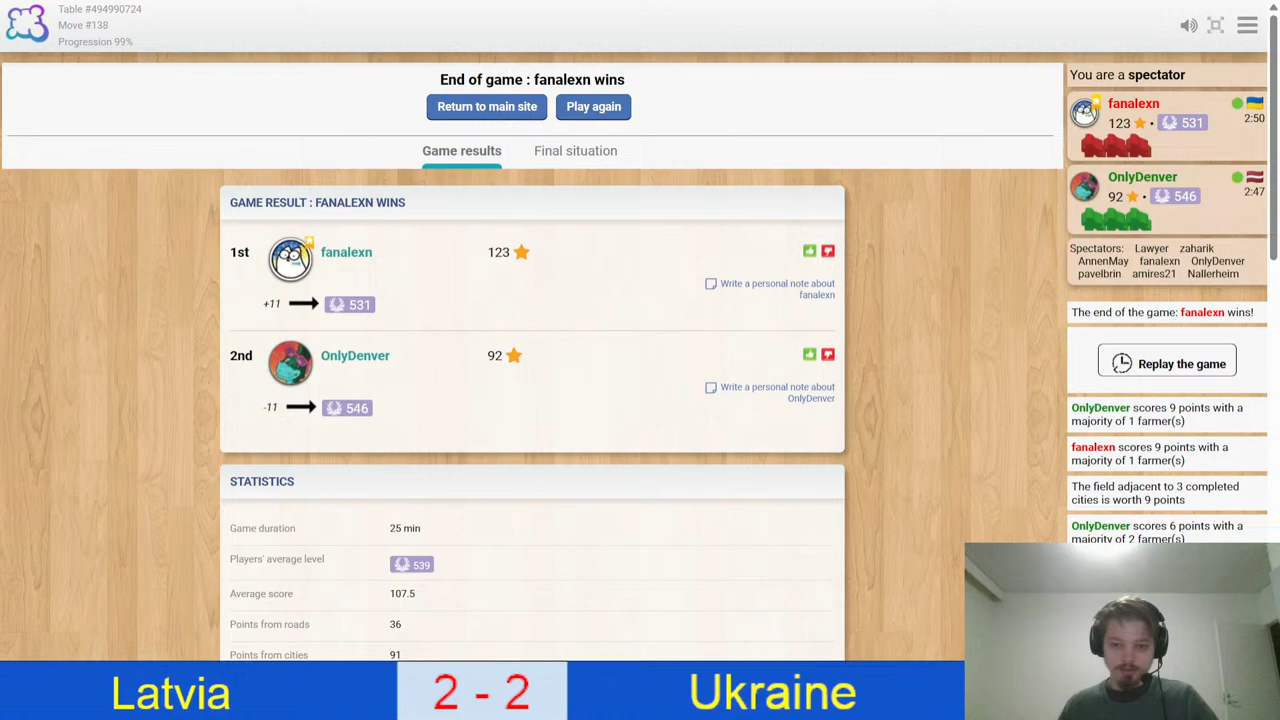 Table #494990724
Move #138
Progression 99%
End of game : fanalexn wins
Return to main site
Play again
Game results
Final situation
GAME RESULT : FANALEXN WINS
1st
fanalexn
123
Write a personal note about
fanalexn
+11
531
2nd
OnlyDenver
92
Write a personal note about
OnlyDenver
-11
546
STATISTICS
Game duration
25 min
Players' average level
539
Average score
107.5
Points from roads
36
Points from cities
91
You are a spectator
fanalexn
123 • 531
2:50
OnlyDenver
92 • 546
2:47
Spectators: Lawyer zaharik
AnnenMay fanalexn OnlyDenver
pavelbrin amires21 Nallerheim
The end of the game: fanalexn wins!
Replay the game
OnlyDenver scores 9 points with a
majority of 1 farmer(s)
fanalexn scores 9 points with a
majority of 1 farmer(s)
The field adjacent to 3 completed
cities is worth 9 points
OnlyDenver scores 6 points with a
majority of 2 farmer(s)
Latvia
2 - 2
Ukraine